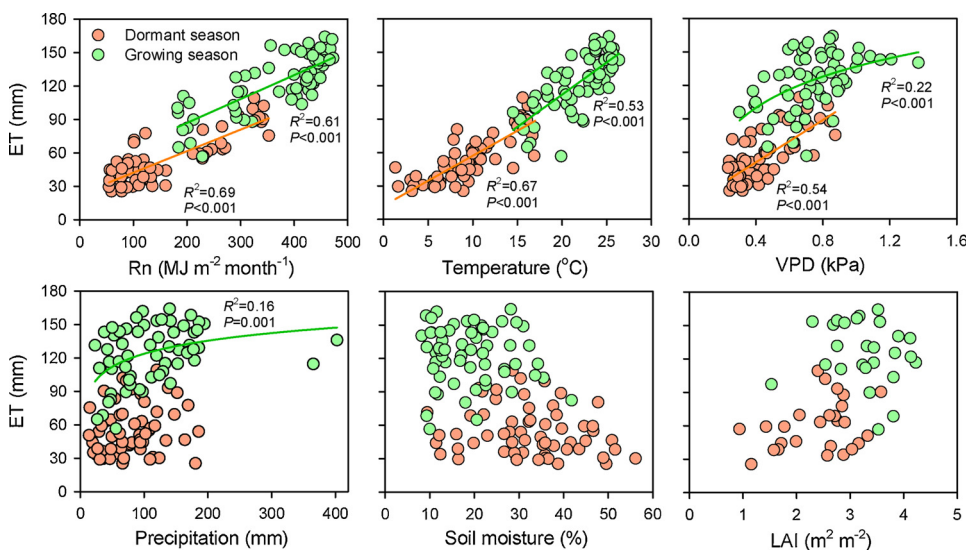 Dormant season
Growing season
ET (mm)
180
150
120
90
60
30
0
R²=0.61
P<0.001
R²=0.69
P<0.001
0 100 200 300 400 500
Rn (MJ m⁻² month⁻¹)
R²=0.53
P<0.001
R²=0.67
P<0.001
0 5 10 15 20 25 30
Temperature (°C)
R²=0.22
P<0.001
R²=0.54
P<0.001
0.0 0.4 0.8 1.2 1.6
VPD (kPa)
ET (mm)
180
150
120
90
60
30
0
R²=0.16
P=0.001
0 100 200 300 400
Precipitation (mm)
0 10 20 30 40 50 60
Soil moisture (%)
0 1 2 3 4 5
LAI (m² m⁻²)